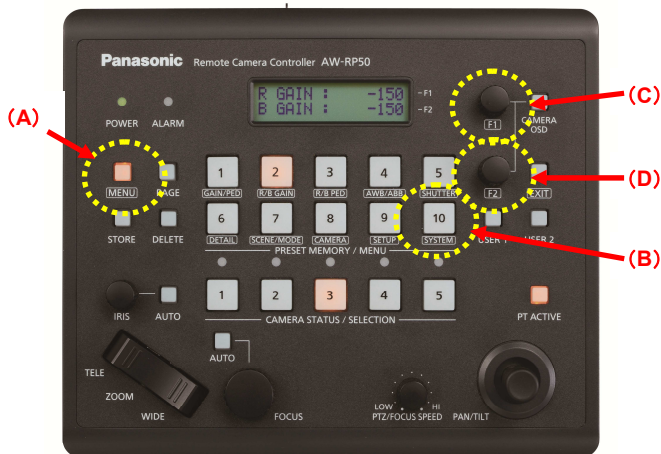 Panasonic Remote Camera Controller AW-RP50
R GAIN : -150 -F1
B GAIN : -150 -F2
(A)
(C)
(D)
(B)
POWER ALARM
F1 CAMERA OSD
1 2 3 4 5
MENU PAGE GAIN/PED R/B GAIN R/B PED AWB/ABB SHUTTER F2 EXIT
6 7 8 9 10
STORE DELETE DETAIL SCENE/MODE CAMERA SETUP SYSTEM USER 1 USER 2
PRESET MEMORY / MENU
1 2 3 4 5
IRIS AUTO CAMERA STATUS / SELECTION PT ACTIVE
AUTO
TELE
ZOOM
WIDE FOCUS
LOW HI
PTZ/FOCUS SPEED PAN/TILT